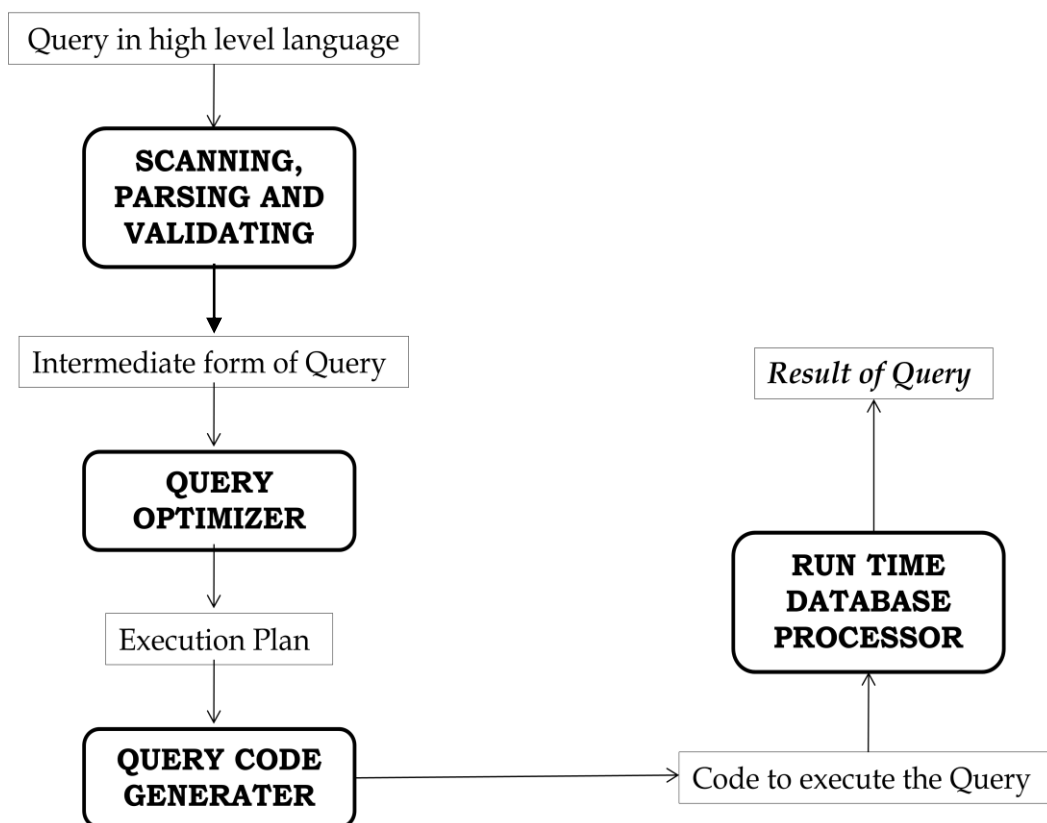 Query in high level language
SCANNING,
PARSING AND
VALIDATING
Intermediate form of Query
QUERY
OPTIMIZER
Execution Plan
QUERY CODE
GENERATER
Code to execute the Query
RUN TIME
DATABASE
PROCESSOR
Result of Query